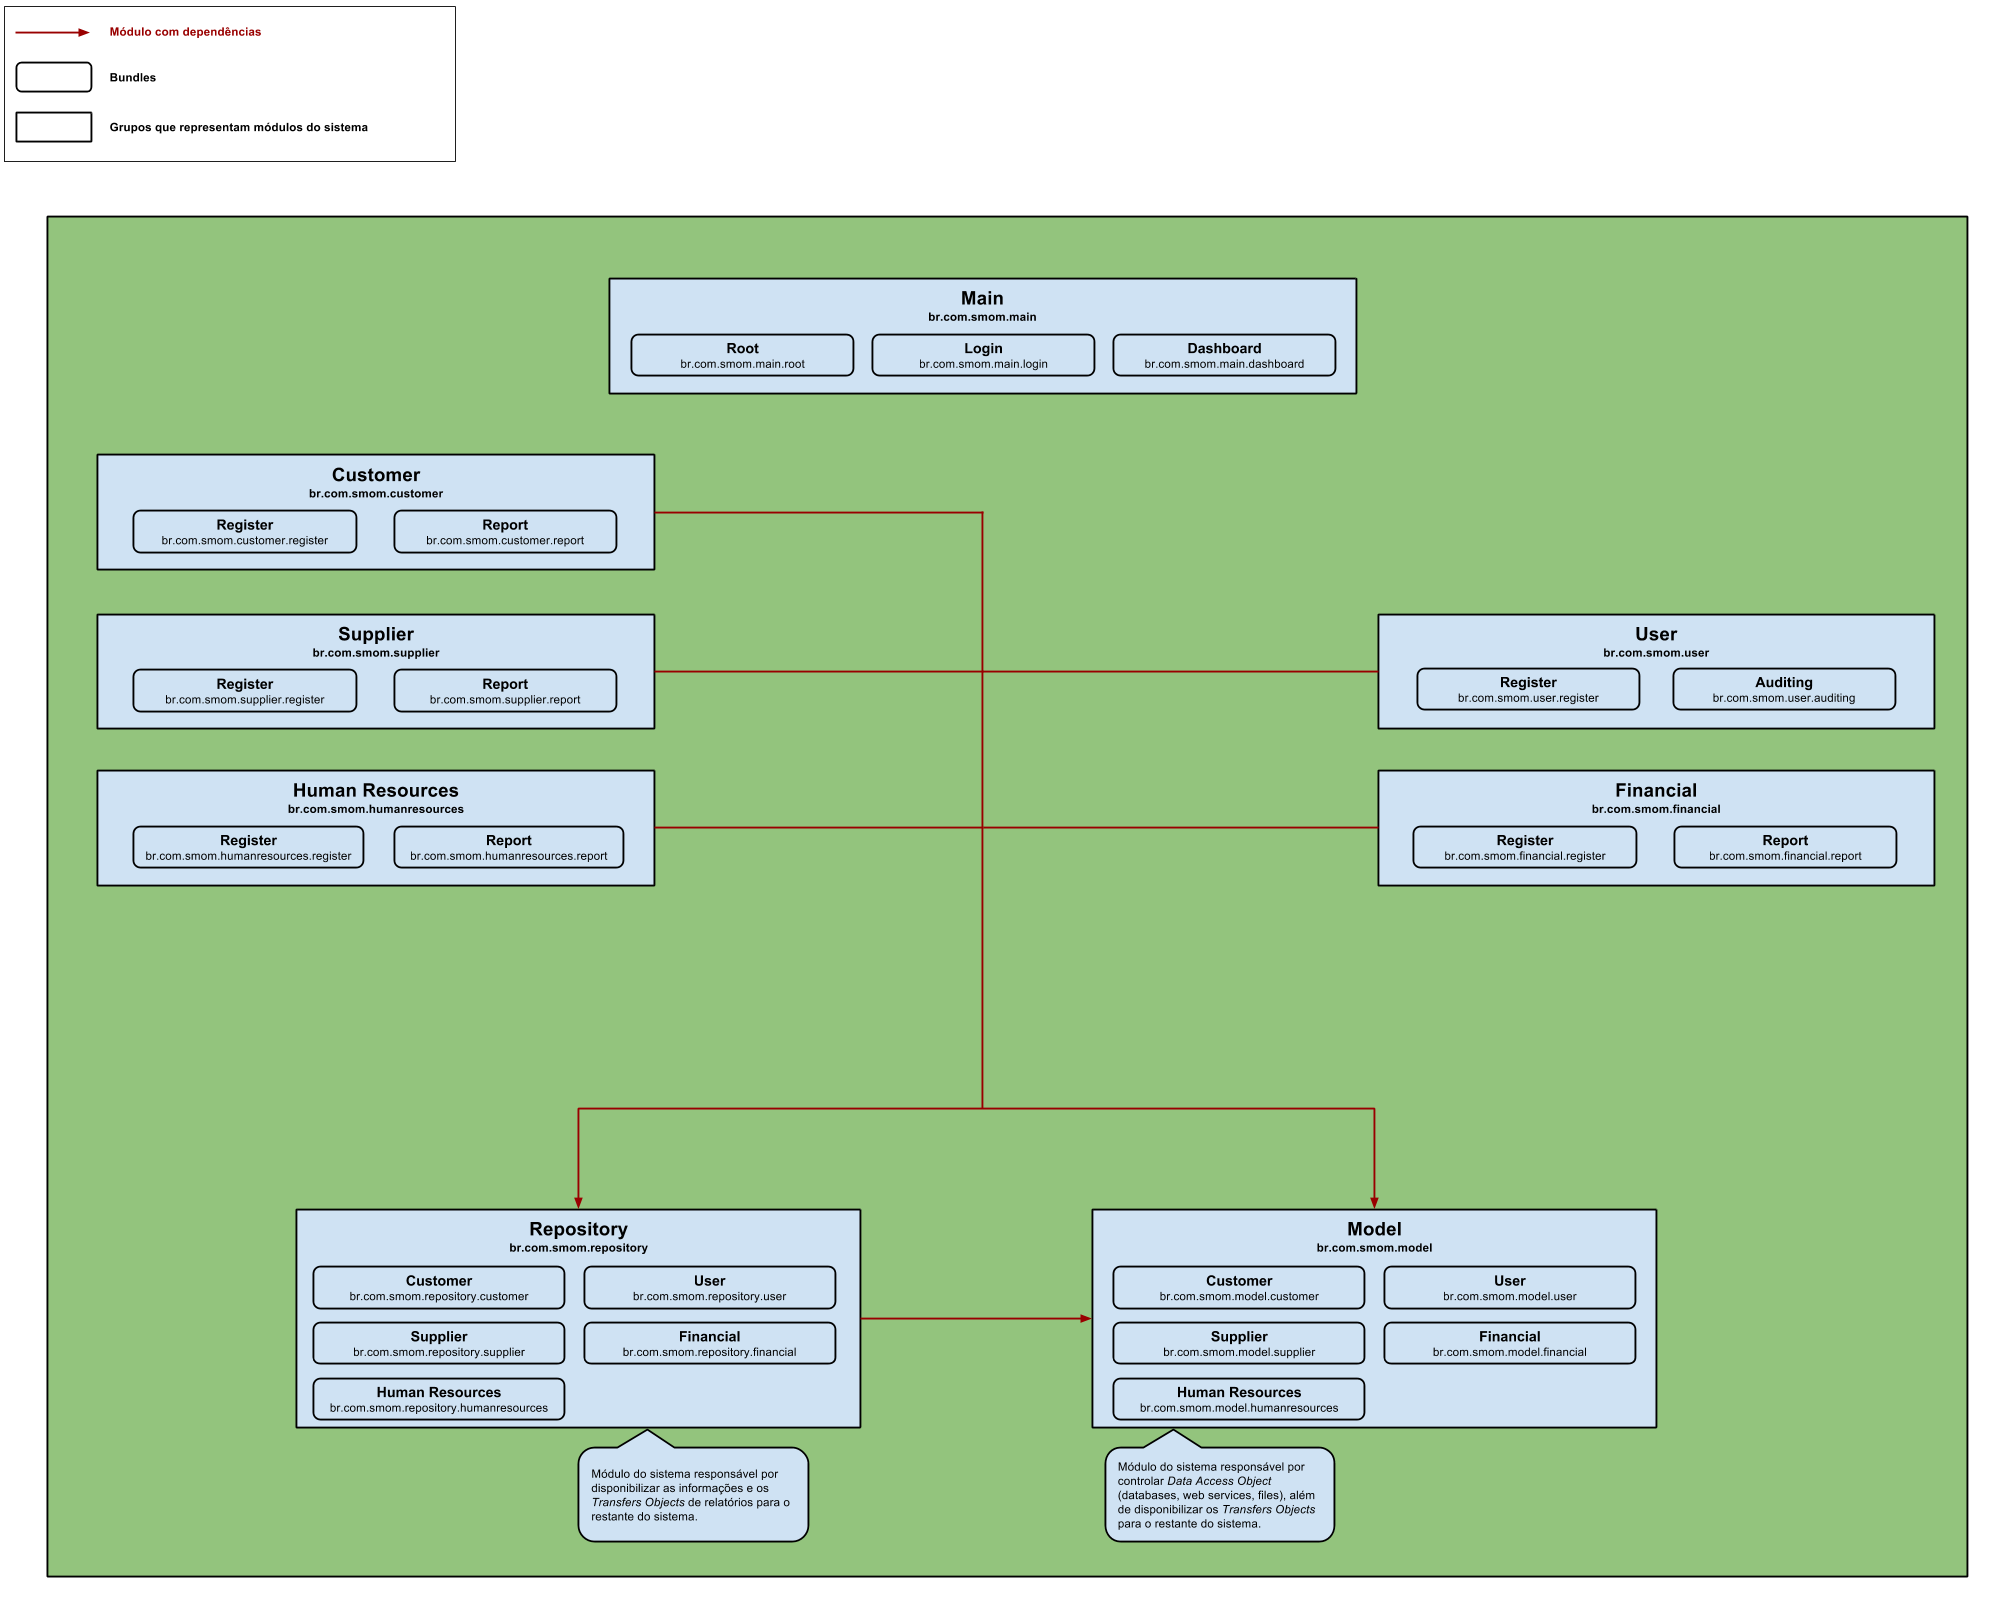 Módulo com dependências
Bundles
Grupos que representam módulos do sistema
Main
br.com.smom.main
Root
br.com.smom.main.root
Login
br.com.smom.main.login
Dashboard
br.com.smom.main.dashboard
Customer
br.com.smom.customer
Register
br.com.smom.customer.register
Report
br.com.smom.customer.report
Supplier
br.com.smom.supplier
Register
br.com.smom.supplier.register
Report
br.com.smom.supplier.report
User
br.com.smom.user
Register
br.com.smom.user.register
Auditing
br.com.smom.user.auditing
Human Resources
br.com.smom.humanresources
Register
br.com.smom.humanresources.register
Report
br.com.smom.humanresources.report
Financial
br.com.smom.financial
Register
br.com.smom.financial.register
Report
br.com.smom.financial.report
Repository
br.com.smom.repository
Customer
br.com.smom.repository.customer
User
br.com.smom.repository.user
Supplier
br.com.smom.repository.supplier
Financial
br.com.smom.repository.financial
Human Resources
br.com.smom.repository.humanresources
Módulo do sistema responsável por
disponibilizar as informações e os
Transfers Objects de relatórios para o
restante do sistema.
Model
br.com.smom.model
Customer
br.com.smom.model.customer
User
br.com.smom.model.user
Supplier
br.com.smom.model.supplier
Financial
br.com.smom.model.financial
Human Resources
br.com.smom.model.humanresources
Módulo do sistema responsável por
controlar Data Access Object
(databases, web services, files), além
de disponibilizar os Transfers Objects
para o restante do sistema.